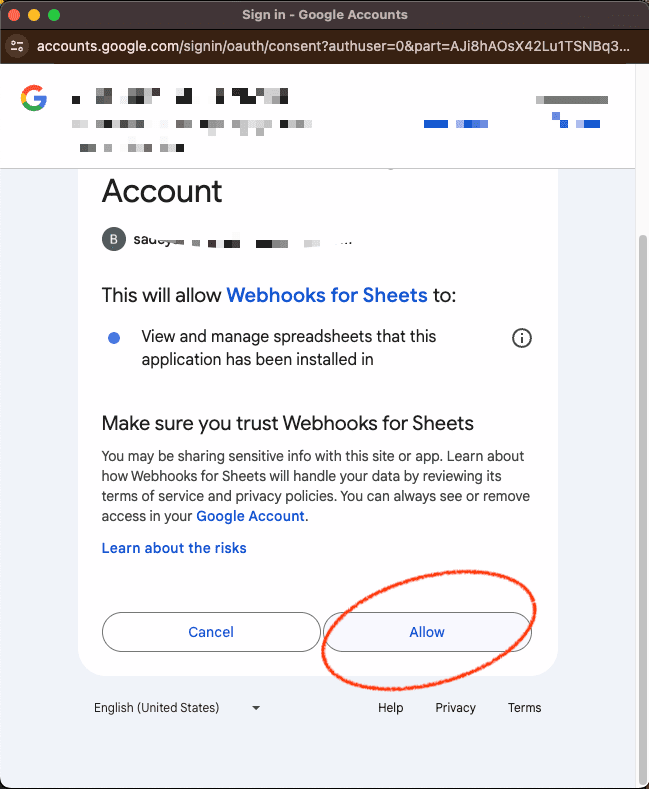 Sign in - Google Accounts
accounts.google.com/signin/oauth/consent?authuser=0&part=AJi8hAOsX42Lu1TSNBq3...
Account
B
This will allow Webhooks for Sheets to:
View and manage spreadsheets that this
application has been installed in
Make sure you trust Webhooks for Sheets
You may be sharing sensitive info with this site or app. Learn about
how Webhooks for Sheets will handle your data by reviewing its
terms of service and privacy policies. You can always see or remove
access in your Google Account.
Learn about the risks
Cancel
Allow
English (United States)
Help
Privacy
Terms